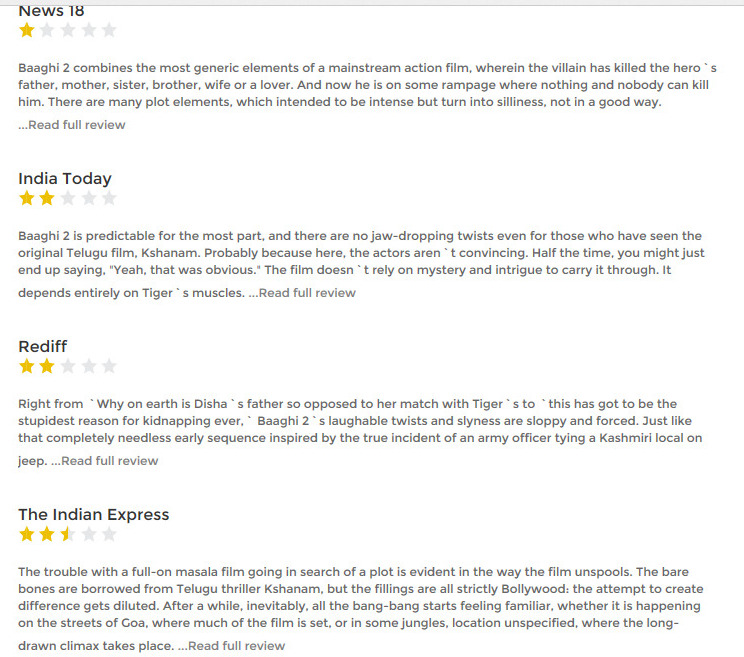 News 18
Baaghi 2 combines the most generic elements of a mainstream action film, wherein the villain has killed the hero`s
father, mother, sister, brother, wife or a lover. And now he is on some rampage where nothing and nobody can kill
him. There are many plot elements, which intended to be intense but turn into silliness, not in a good way.
...Read full review
India Today
Baaghi 2 is predictable for the most part, and there are no jaw-dropping twists even for those who have seen the
original Telugu film, Kshanam. Probably because here, the actors aren`t convincing. Half the time, you might just
end up saying, "Yeah, that was obvious." The film doesn`t rely on mystery and intrigue to carry it through. It
depends entirely on Tiger`s muscles. ...Read full review
Rediff
Right from `Why on earth is Disha`s father so opposed to her match with Tiger`s to `this has got to be the
stupidest reason for kidnapping ever,` Baaghi 2`s laughable twists and slyness are sloppy and forced. Just like
that completely needless early sequence inspired by the true incident of an army officer tying a Kashmiri local on
jeep. ...Read full review
The Indian Express
The trouble with a full-on masala film going in search of a plot is evident in the way the film unspools. The bare
bones are borrowed from Telugu thriller Kshanam, but the fillings are all strictly Bollywood: the attempt to create
difference gets diluted. After a while, inevitably, all the bang-bang starts feeling familiar, whether it is happening
on the streets of Goa, where much of the film is set, or in some jungles, location unspecified, where the long-
drawn climax takes place. ...Read full review